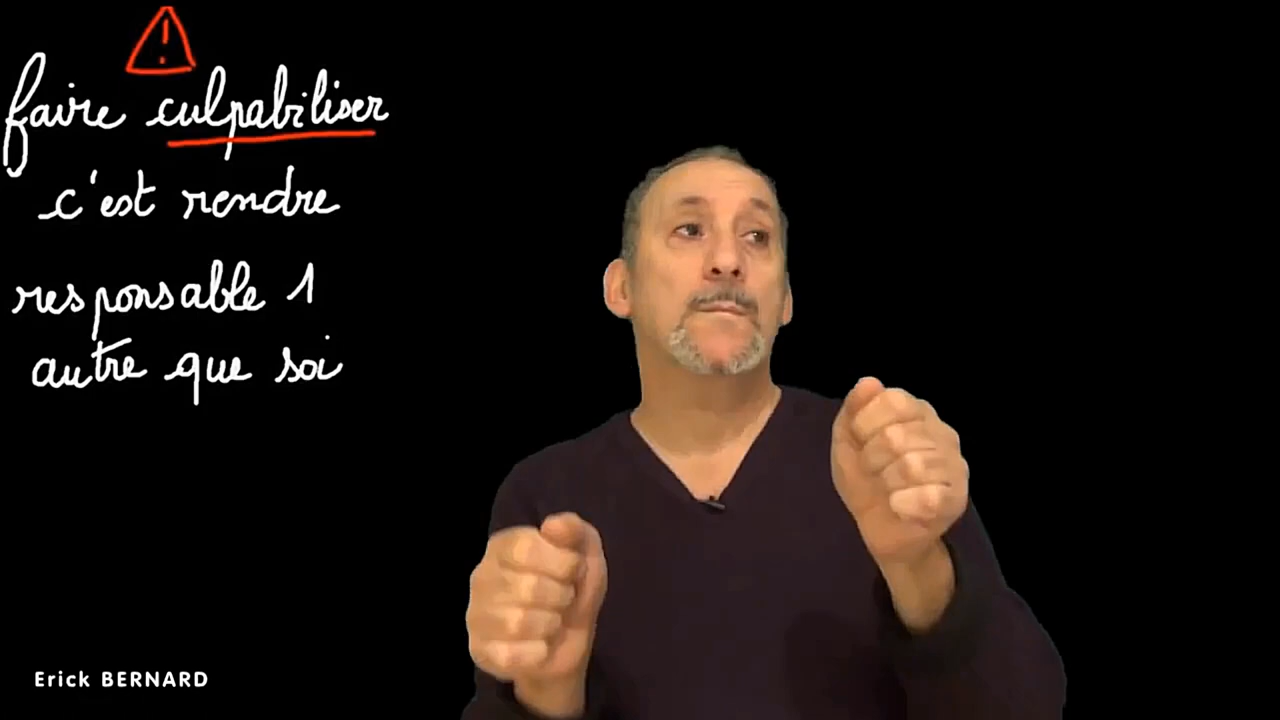 !
faire culpabiliser
c'est rendre
responsable 1
autre que soi
Erick BERNARD